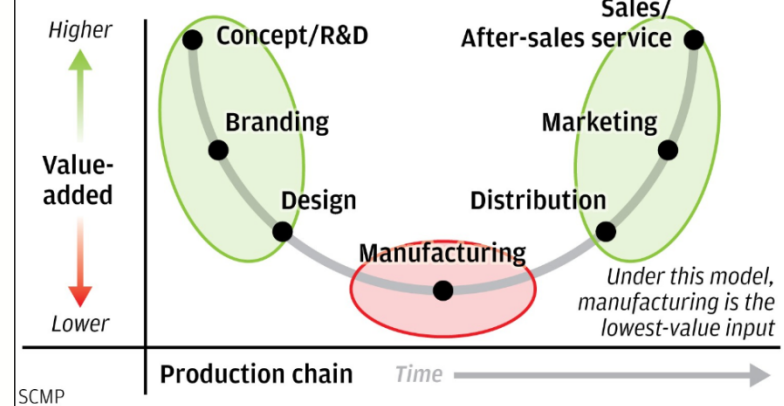 Higher
Value-
added
Lower
Concept/R&D
Branding
Design
Manufacturing
Distribution
Marketing
Sales/
After-sales service
Under this model,
manufacturing is the
lowest-value input
Production chain
Time
SCMP